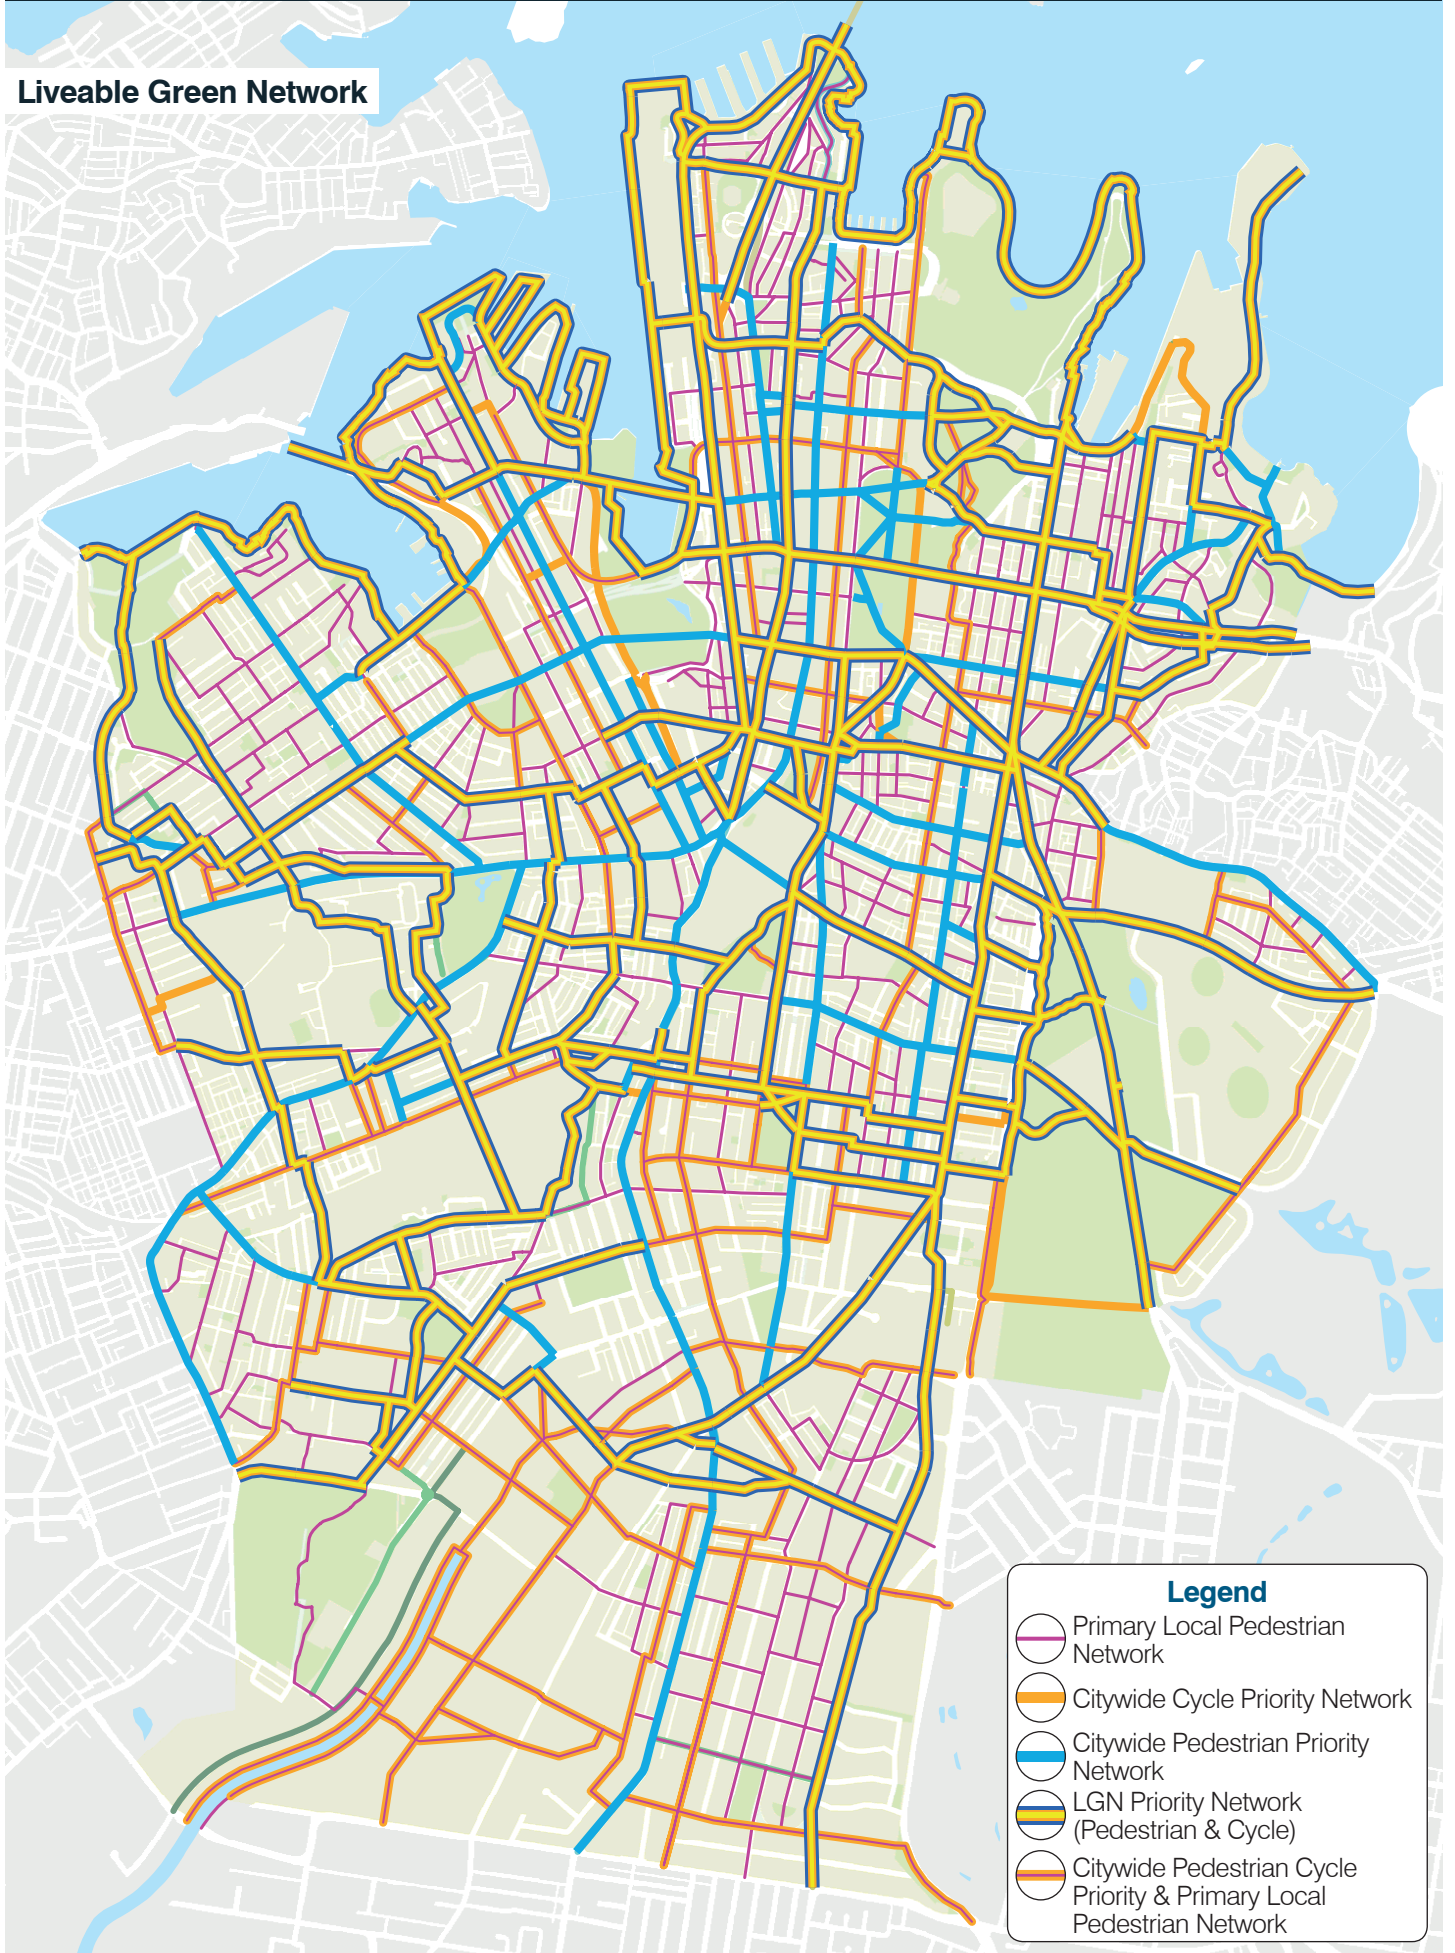 Liveable Green Network
Legend
Primary Local Pedestrian
Network
Citywide Cycle Priority Network
Citywide Pedestrian Priority
Network
LGN Priority Network
(Pedestrian & Cycle)
Citywide Pedestrian Cycle
Priority & Primary Local
Pedestrian Network